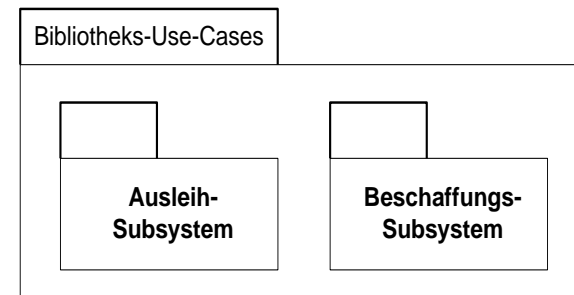 Bibliotheks-Use-Cases
Ausleih-
Subsystem
Beschaffungs-
Subsystem